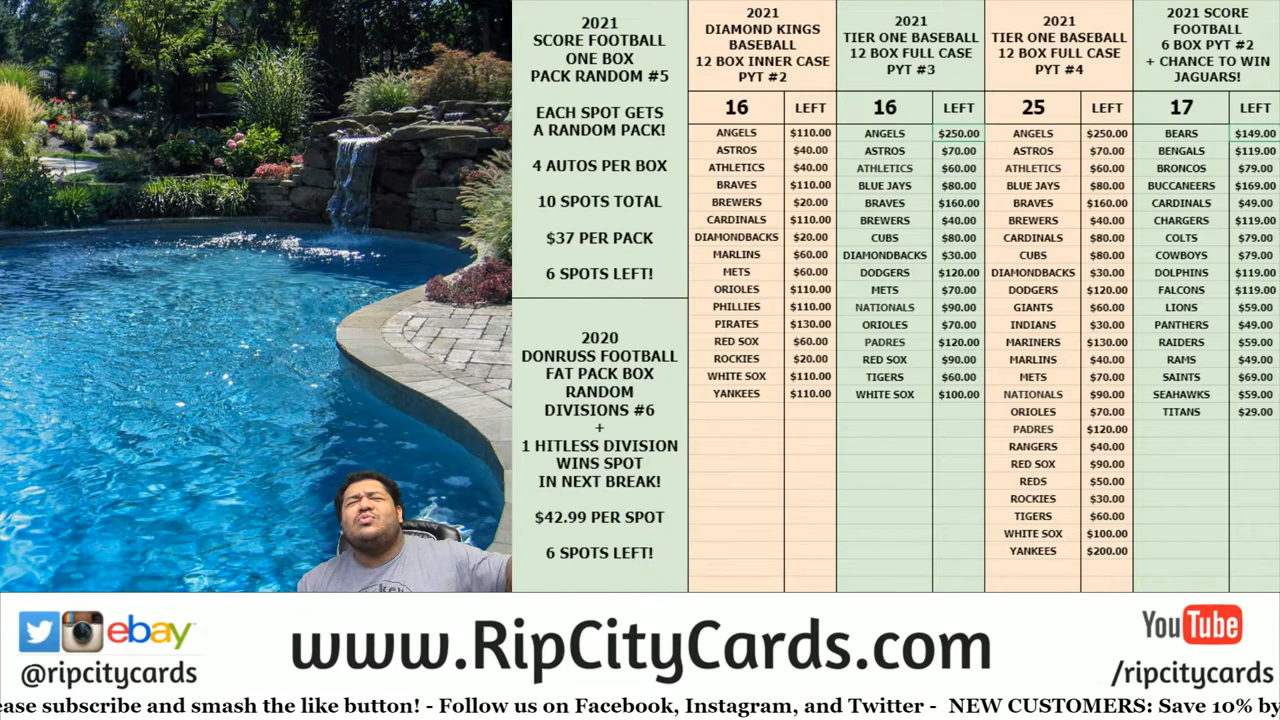 2021
SCORE FOOTBALL
ONE BOX
PACK RANDOM #5
EACH SPOT GETS
A RANDOM PACK!
4 AUTOS PER BOX
10 SPOTS TOTAL
$37 PER PACK
6 SPOTS LEFT!
2020
DONRUSS FOOTBALL
FAT PACK BOX
RANDOM
DIVISIONS #6
+
1 HITLESS DIVISION
WINS SPOT
IN NEXT BREAK!
$42.99 PER SPOT
6 SPOTS LEFT!
2021
DIAMOND KINGS
BASEBALL
12 BOX INNER CASE
PYT #2
16 LEFT
ANGELS $110.00
ASTROS $40.00
ATHLETICS $40.00
BRAVES $110.00
BREWERS $20.00
CARDINALS $110.00
DIAMONDBACKS $20.00
MARLINS $60.00
METS $60.00
ORIOLES $110.00
PHILLIES $110.00
PIRATES $130.00
RED SOX $60.00
ROCKIES $20.00
WHITE SOX $110.00
YANKEES $110.00
2021
TIER ONE BASEBALL
12 BOX FULL CASE
PYT #3
16 LEFT
ANGELS $250.00
ASTROS $70.00
ATHLETICS $60.00
BLUE JAYS $80.00
BRAVES $160.00
BREWERS $40.00
CUBS $80.00
DIAMONDBACKS $30.00
DODGERS $120.00
METS $70.00
NATIONALS $90.00
ORIOLES $70.00
PADRES $120.00
RED SOX $90.00
TIGERS $60.00
WHITE SOX $100.00
2021
TIER ONE BASEBALL
12 BOX FULL CASE
PYT #4
25 LEFT
ANGELS $250.00
ASTROS $70.00
ATHLETICS $60.00
BLUE JAYS $80.00
BRAVES $160.00
BREWERS $40.00
CARDINALS $80.00
CUBS $80.00
DIAMONDBACKS $30.00
DODGERS $120.00
GIANTS $60.00
INDIANS $30.00
MARINERS $130.00
MARLINS $40.00
METS $70.00
NATIONALS $90.00
ORIOLES $70.00
PADRES $120.00
RANGERS $40.00
RED SOX $90.00
REDS $50.00
ROCKIES $30.00
TIGERS $60.00
WHITE SOX $100.00
YANKEES $200.00
2021 SCORE
FOOTBALL
6 BOX PYT #2
+ CHANCE TO WIN
JAGUARS!
17 LEFT
BEARS $149.00
BENGALS $119.00
BRONCOS $79.00
BUCCANEERS $169.00
CARDINALS $49.00
CHARGERS $119.00
COLTS $79.00
COWBOYS $79.00
DOLPHINS $119.00
FALCONS $119.00
LIONS $59.00
PANTHERS $49.00
RAIDERS $59.00
RAMS $49.00
SAINTS $69.00
SEAHAWKS $59.00
TITANS $29.00
ebay
@ripcitycards
www.RipCityCards.com
YouTube
/ripcitycards
ease subscribe and smash the like button! - Follow us on Facebook, Instagram, and Twitter - NEW CUSTOMERS: Save 10% by